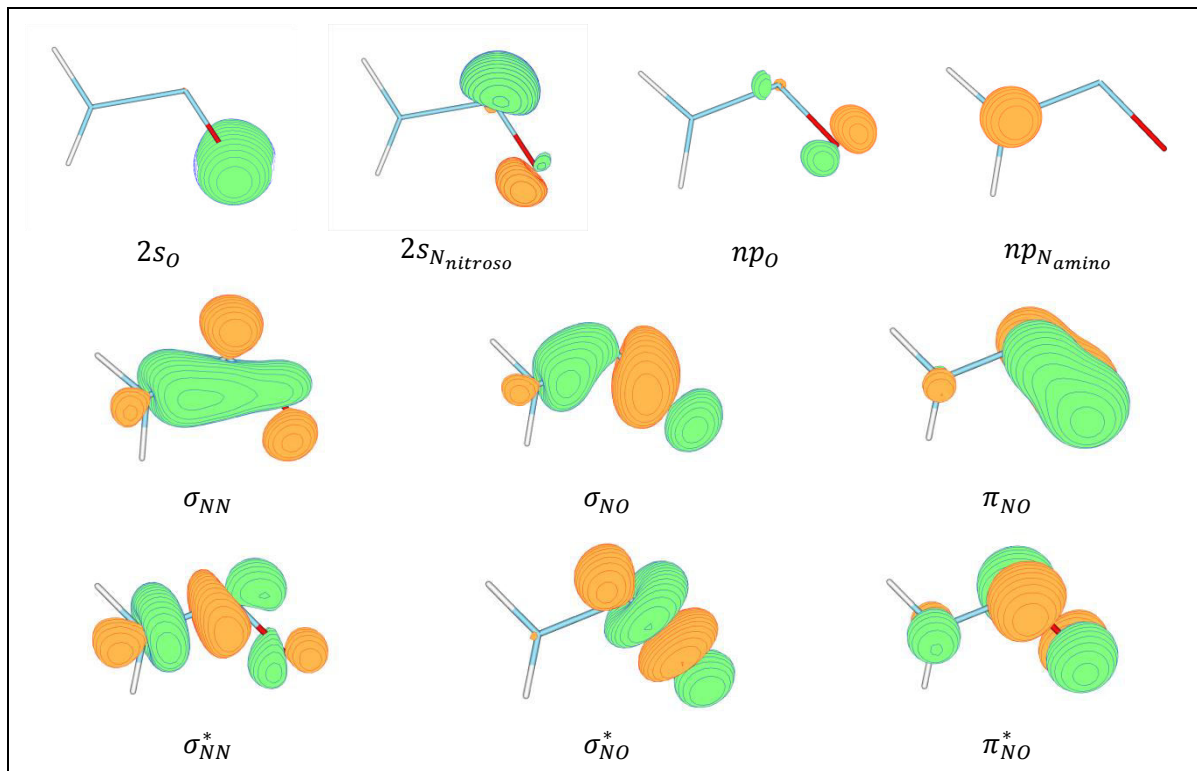 2s_O 2s_{N_{nitroso}} np_O np_{N_{amino}}
σ_{NN} σ_{NO} π_{NO}
σ^*_{NN} σ^*_{NO} π^*_{NO}